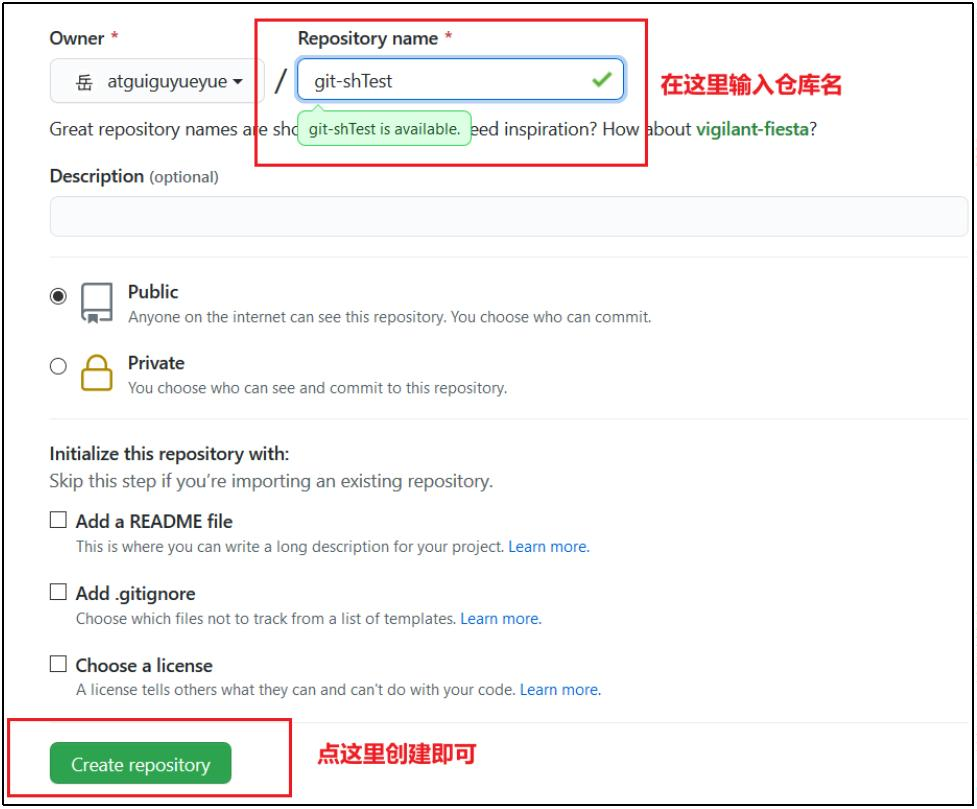 Owner *
Repository name *
岳 atguiguyueyue
/
git-shTest
在这里输入仓库名
Great repository names are sho
git-shTest is available.
eed inspiration? How about vigilant-fiesta?
Description (optional)
Public
Anyone on the internet can see this repository. You choose who can commit.
Private
You choose who can see and commit to this repository.
Initialize this repository with:
Skip this step if you're importing an existing repository.
Add a README file
This is where you can write a long description for your project. Learn more.
Add .gitignore
Choose which files not to track from a list of templates. Learn more.
Choose a license
A license tells others what they can and can't do with your code. Learn more.
Create repository
点这里创建即可